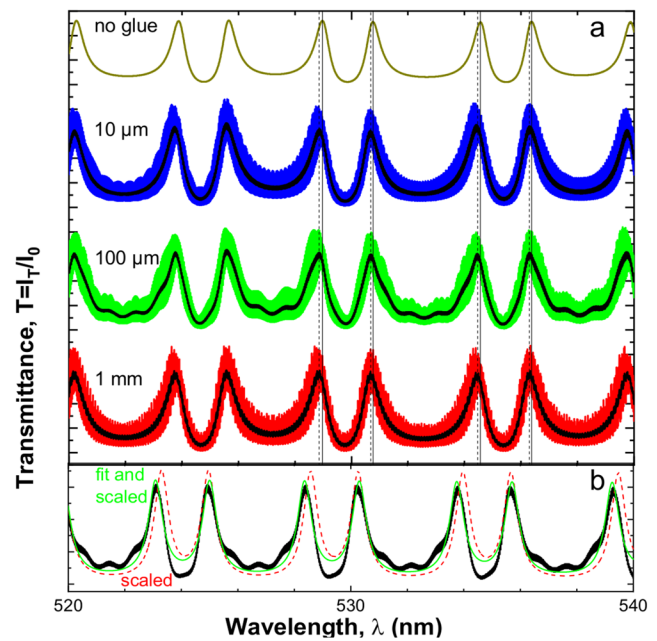 no glue
a
10 μm
100 μm
1 mm
Transmittance, T=I_T/I_0
fit and
scaled
b
scaled
520
530
540
Wavelength, λ (nm)